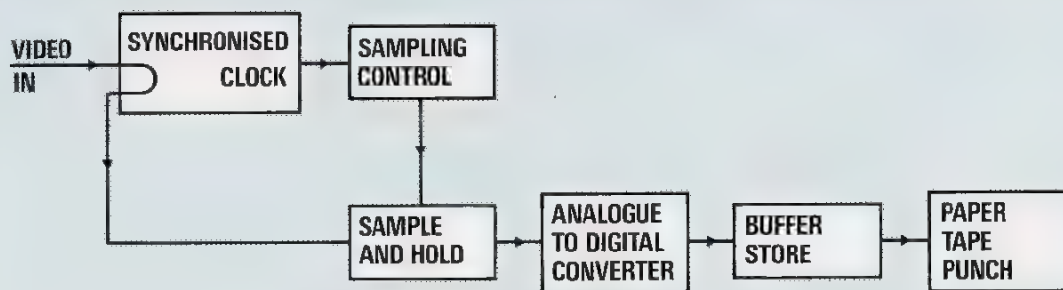 VIDEO
IN
SYNCHRONISED
CLOCK
SAMPLING
CONTROL
SAMPLE
AND HOLD
ANALOGUE
TO DIGITAL
CONVERTER
BUFFER
STORE
PAPER
TAPE
PUNCH